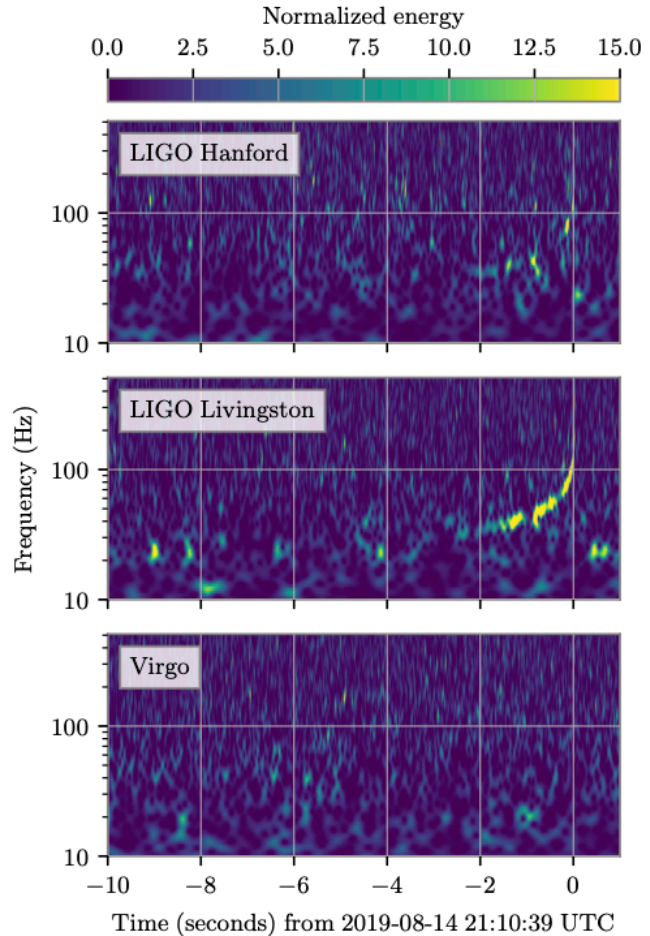 Normalized energy
0.0 2.5 5.0 7.5 10.0 12.5 15.0
LIGO Hanford
100
10
LIGO Livingston
100
10
Frequency (Hz)
Virgo
100
10
−10 −8 −6 −4 −2 0
Time (seconds) from 2019-08-14 21:10:39 UTC